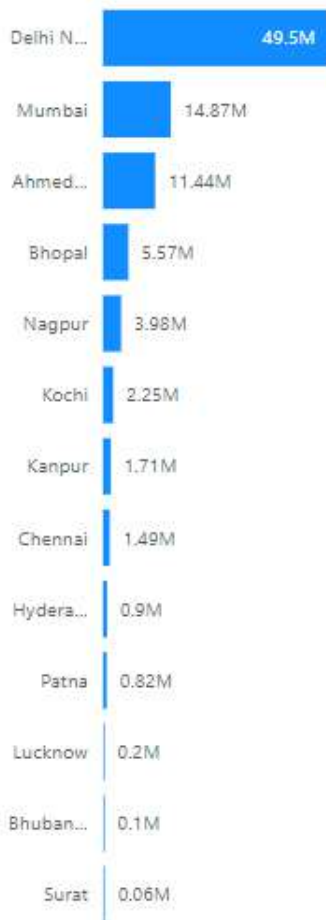 Delhi N... 49.5M
Mumbai 14.87M
Ahmed... 11.44M
Bhopal 5.57M
Nagpur 3.98M
Kochi 2.25M
Kanpur 1.71M
Chennai 1.49M
Hydera... 0.9M
Patna 0.82M
Lucknow 0.2M
Bhuban... 0.1M
Surat 0.06M